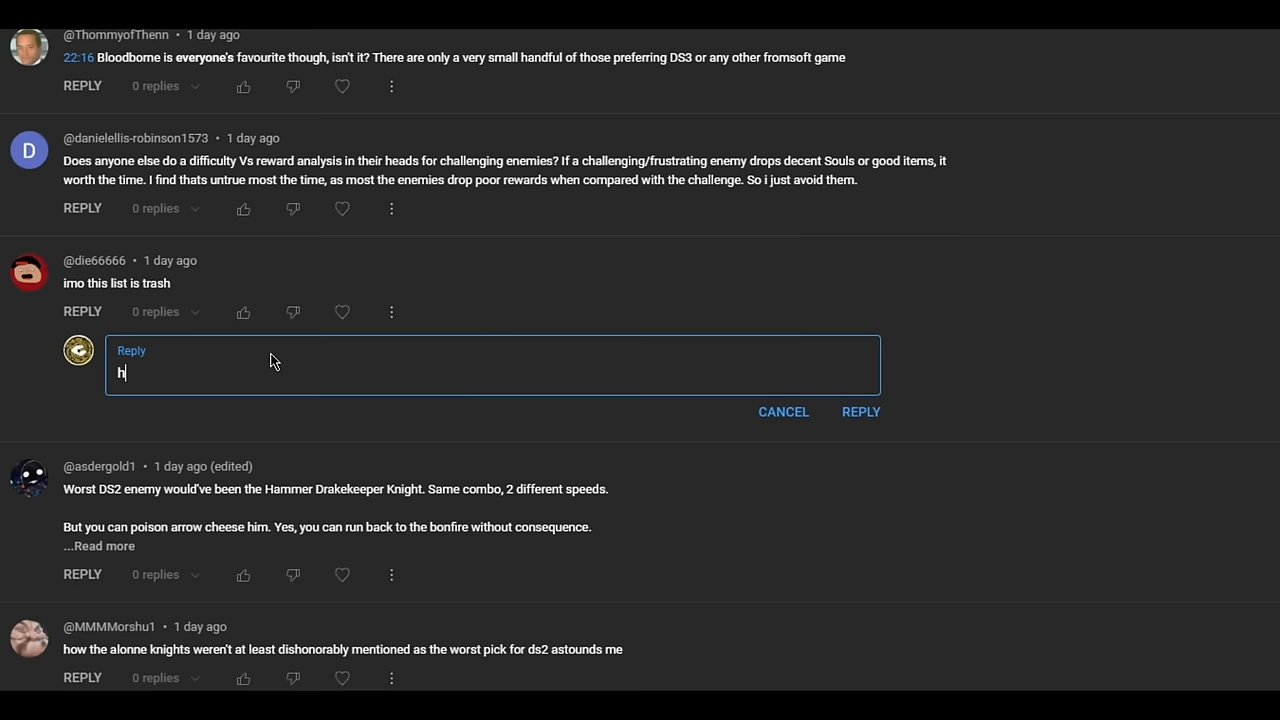 @ThommyofThenn • 1 day ago
22:16 Bloodborne is everyone's favourite though, isn't it? There are only a very small handful of those preferring DS3 or any other fromsoft game
REPLY 0 replies
D
@danielellis-robinson1573 • 1 day ago
Does anyone else do a difficulty Vs reward analysis in their heads for challenging enemies? If a challenging/frustrating enemy drops decent Souls or good items, it
worth the time. I find thats untrue most the time, as most the enemies drop poor rewards when compared with the challenge. So i just avoid them.
REPLY 0 replies
@die66666 • 1 day ago
imo this list is trash
REPLY 0 replies
Reply
h
CANCEL REPLY
@asdergold1 • 1 day ago (edited)
Worst DS2 enemy would've been the Hammer Drakekeeper Knight. Same combo, 2 different speeds.
But you can poison arrow cheese him. Yes, you can run back to the bonfire without consequence.
...Read more
REPLY 0 replies
@MMMMorshu1 • 1 day ago
how the alonne knights weren't at least dishonorably mentioned as the worst pick for ds2 astounds me
REPLY 0 replies